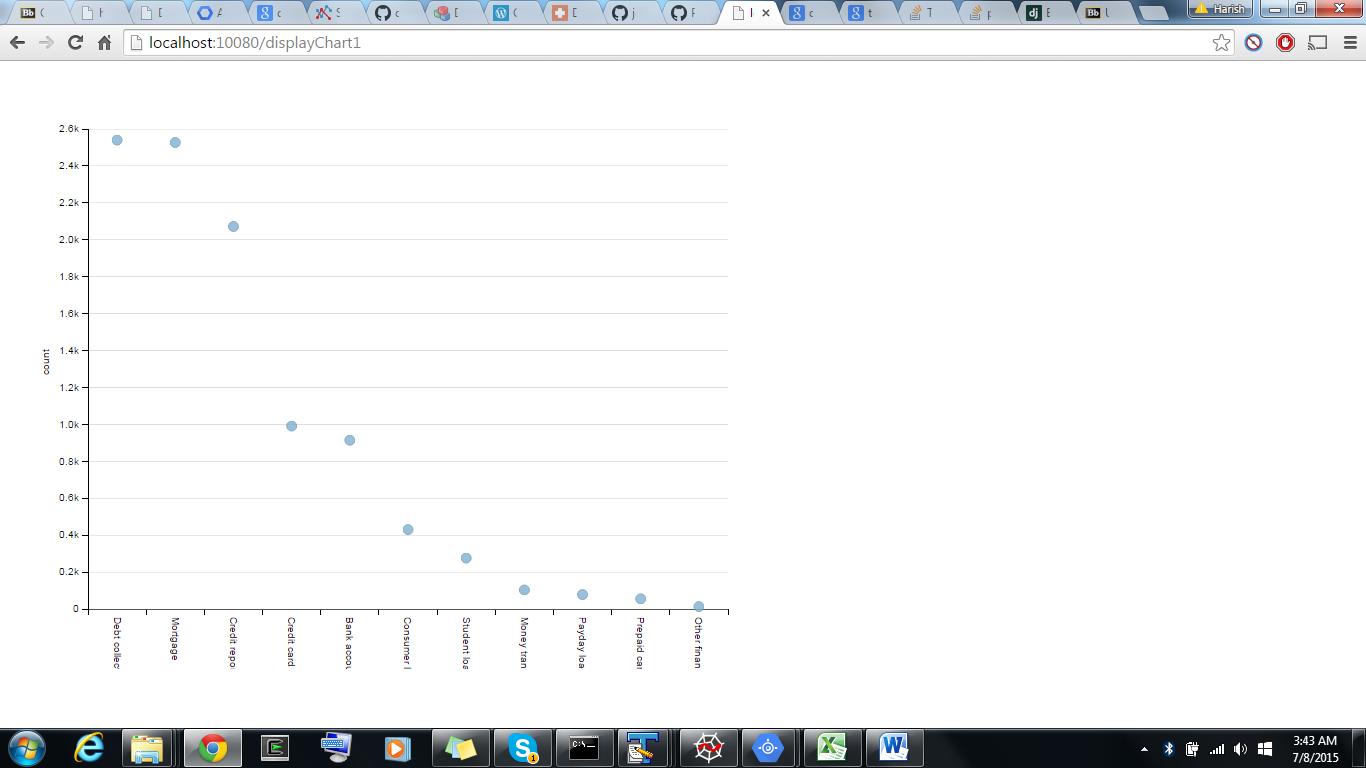 Harish
localhost:10080/displayChart1
2.6k
2.4k
2.2k
2.0k
1.8k
1.6k
1.4k
1.2k
1.0k
0.8k
0.6k
0.4k
0.2k
0
count
Debt collec
Mortgage
Credit repo
Credit card
Bank accou
Consumer l
Student loa
Money tran
Payday loa
Prepaid car
Other finan
3:43 AM
7/8/2015